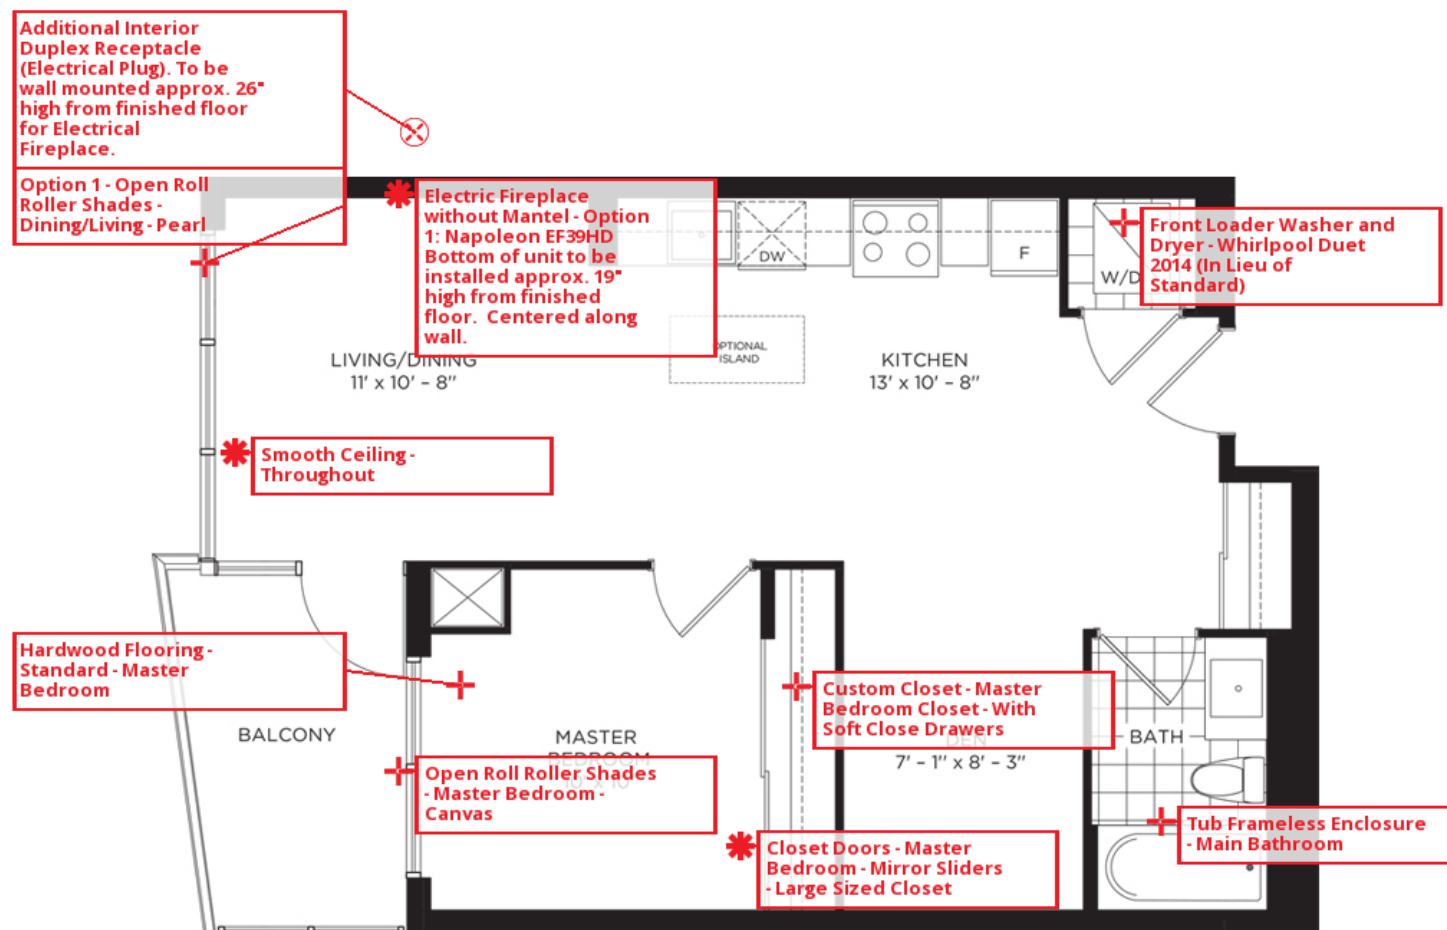 Additional Interior
Duplex Receptacle
(Electrical Plug). To be
wall mounted approx. 26"
high from finished floor
for Electrical
Fireplace.
Option 1 - Open Roll
Roller Shades -
Dining/Living - Pearl
Electric Fireplace
without Mantel - Option
1: Napoleon EF39HD
Bottom of unit to be
installed approx. 19"
high from finished
floor.  Centered along
wall.
DW
F
W/D
Front Loader Washer and
Dryer - Whirlpool Duet
2014 (In Lieu of
Standard)
OPTIONAL
ISLAND
LIVING/DINING
11' x 10' - 8"
KITCHEN
13' x 10' - 8"
Smooth Ceiling -
Throughout
Hardwood Flooring -
Standard - Master
Bedroom
BALCONY
MASTER
BEDROOM
10' x 10'
Open Roll Roller Shades
- Master Bedroom -
Canvas
Custom Closet - Master
Bedroom Closet - With
Soft Close Drawers
DEN
7' - 1" x 8' - 3"
BATH
Closet Doors - Master
Bedroom - Mirror Sliders
- Large Sized Closet
Tub Frameless Enclosure
- Main Bathroom